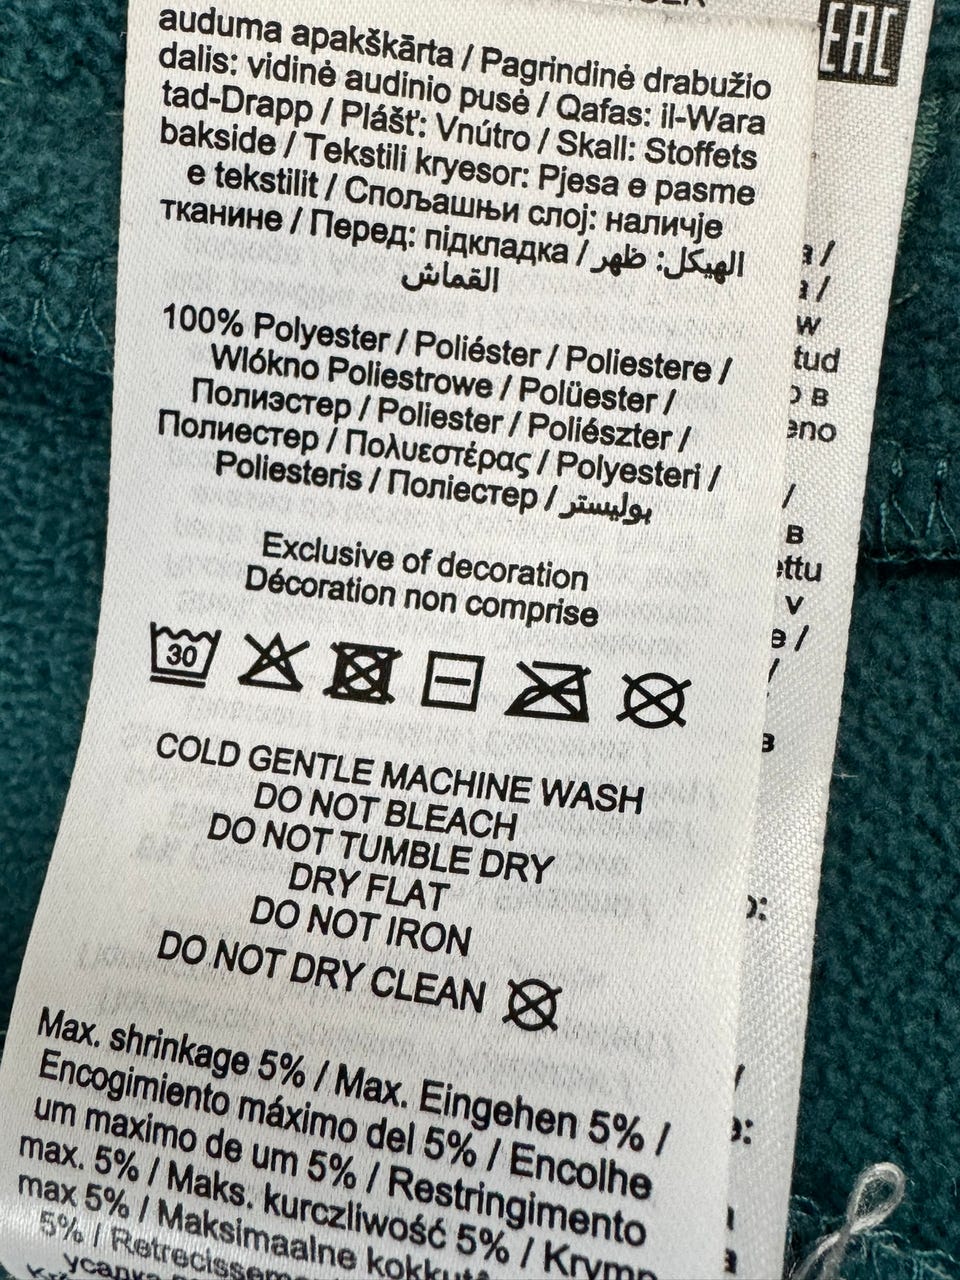 EAC
auduma apakškārta / Pagrindinė drabužio
dalis: vidinė audinio pusė / Qafas: il-Wara
tad-Drapp / Plášť: Vnútro / Skall: Stoffets
bakside / Tekstili kryesor: Pjesa e pasme
e tekstilit / Спољашњи слој: наличје
тканине / Перед: підкладка / الهيكل: ظهر
القماش
100% Polyester / Poliéster / Poliestere /
Wlókno Poliestrowe / Polüester /
Полиэстер / Poliester / Poliészter /
Полиестер / Πολυεστέρας / Polyesteri /
Poliesteris / Поліестер / بوليستر
Exclusive of decoration
Décoration non comprise
30
COLD GENTLE MACHINE WASH
DO NOT BLEACH
DO NOT TUMBLE DRY
DRY FLAT
DO NOT IRON
DO NOT DRY CLEAN
Max. shrinkage 5% / Max. Eingehen 5% /
Encogimiento máximo del 5% / Encolhe
um maximo de um 5% / Restringimento
max. 5% / Maks. kurczliwość 5% / Krymp
max 5% / Maksimaalne
5% /
усадка